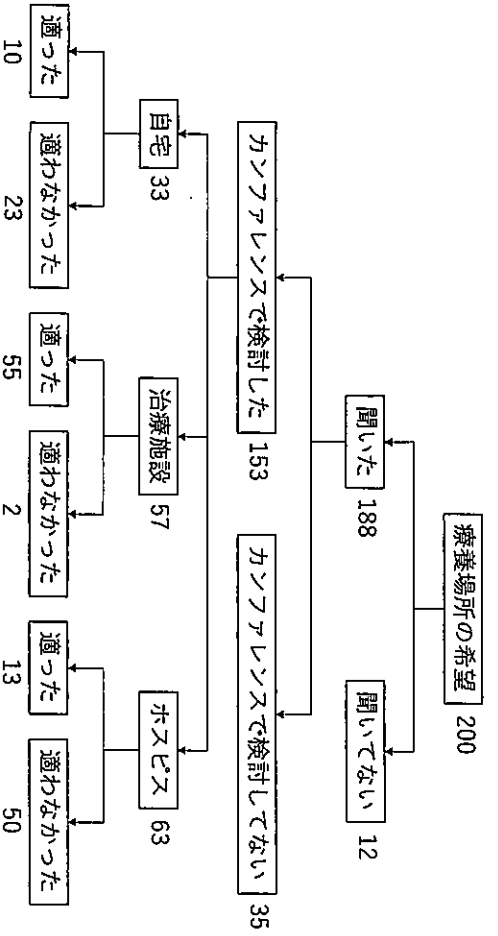 療養場所の希望 200
聞いた 188
聞いてない 12
カンファレンスで検討した 153
カンファレンスで検討してない 35
自宅 33
治療施設 57
ホスピス 63
適った
10
適わなかった
23
適った
55
適わなかった
2
適った
13
適わなかった
50